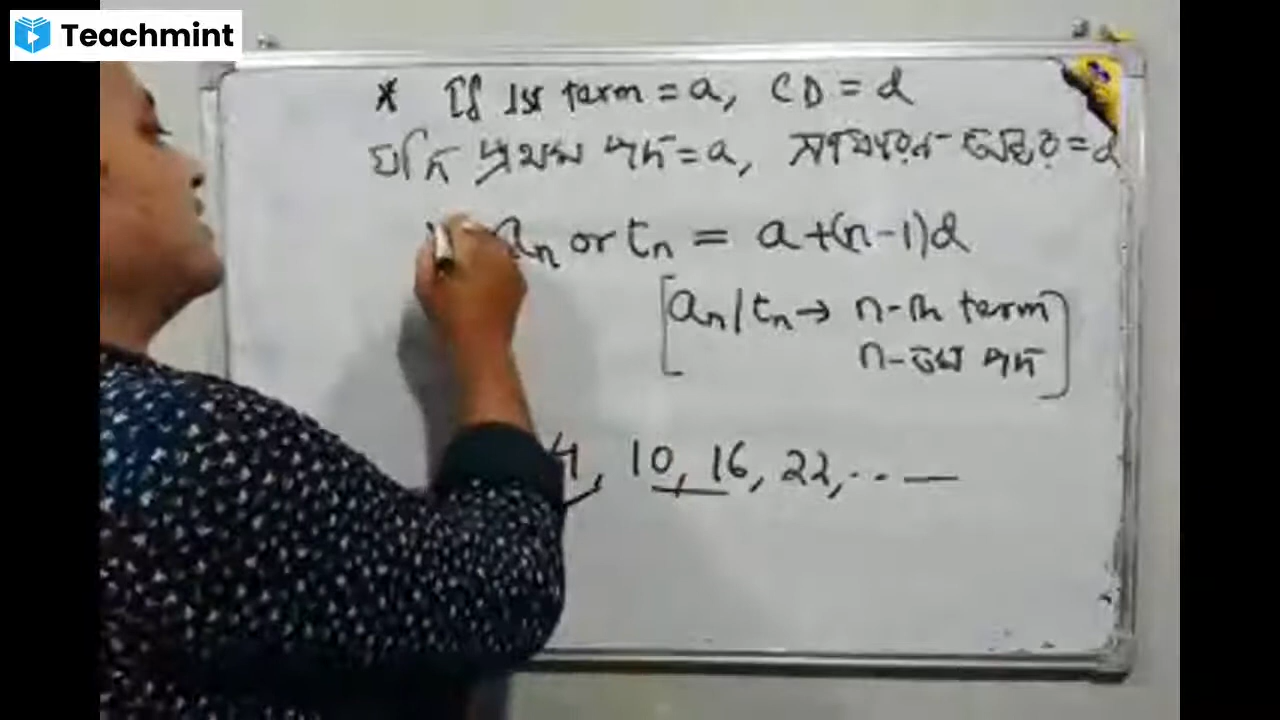 Teachmint
* If 1st term = a, CD = d
যদি প্রথম পদ = a, সাধারণ অন্তর = d
an or tn = a+(n-1)d
[an/tn → n-th term
n-তম পদ]
4, 10, 16, 22, ... —